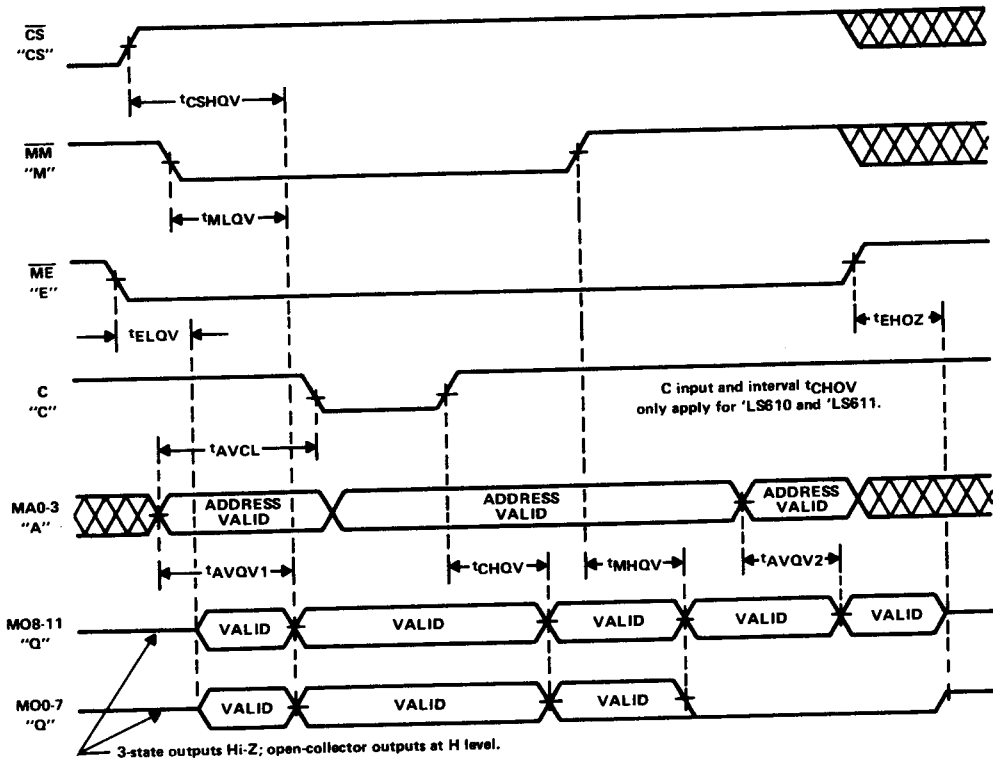 CS
"CS"
tCSHQV
MM
"M"
tMLQV
ME
"E"
tELQV
tEHOZ
C
"C"
C input and interval tCHOV
only apply for 'LS610 and 'LS611.
tAVCL
MA0-3
"A"
ADDRESS
VALID
ADDRESS
VALID
ADDRESS
VALID
tAVQV1
tCHQV
tMHQV
tAVQV2
MO8-11
"Q"
VALID
VALID
VALID
VALID
VALID
MO0-7
"Q"
VALID
VALID
VALID
3-state outputs Hi-Z; open-collector outputs at H level.